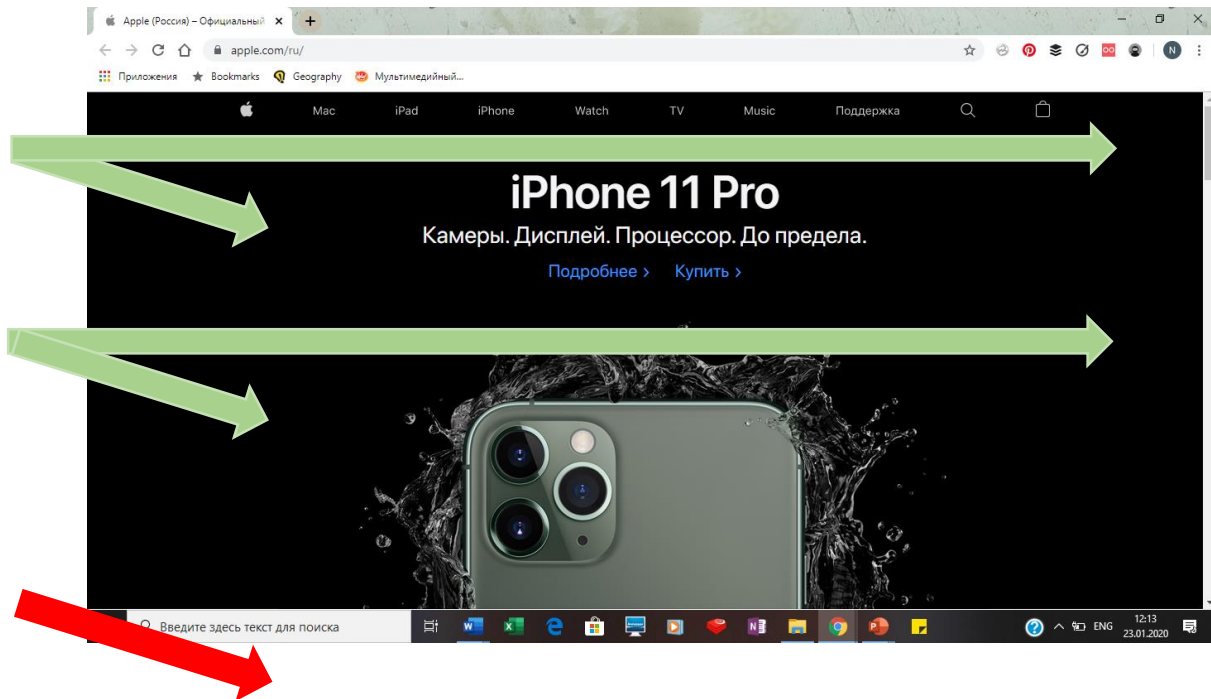 Apple (Россия) – Официальный
apple.com/ru/
N
Приложения
Bookmarks
Geography
Мультимедийный...
Mac
iPad
iPhone
Watch
TV
Music
Поддержка
iPhone 11 Pro
Камеры. Дисплей. Процессор. До предела.
Подробнее >
Купить >
Введите здесь текст для поиска
ENG
12:13
23.01.2020